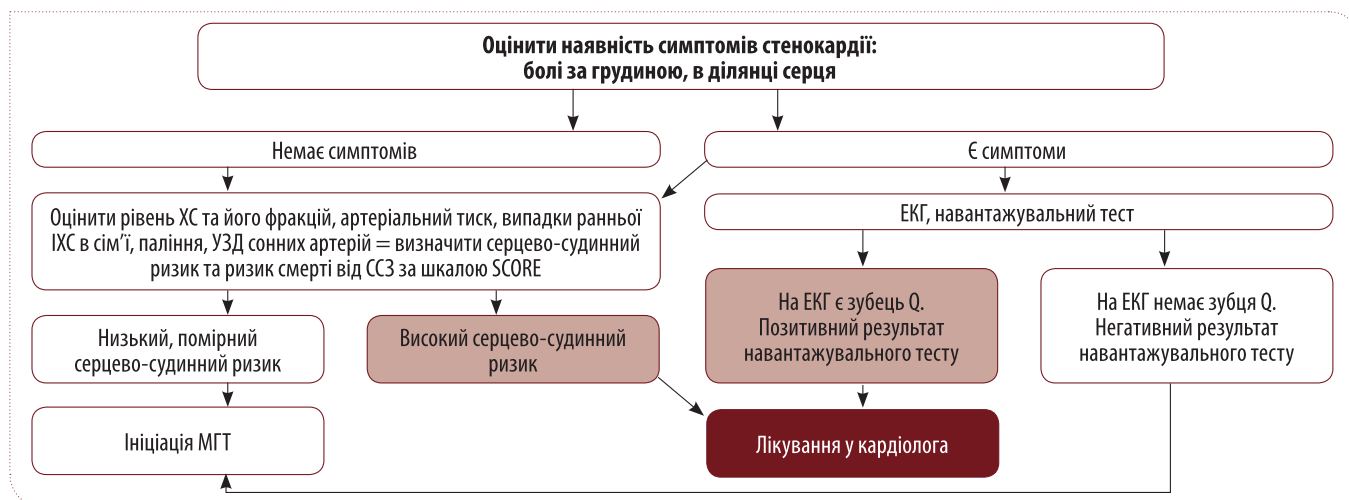 Оцінити наявність симптомів стенокардії:
болі за грудиною, в ділянці серця
Немає симптомів
Є симптоми
Оцінити рівень ХС та його фракцій, артеріальний тиск, випадки ранньої
ІХС в сім’ї, паління, УЗД сонних артерій = визначити серцево-судинний
ризик та ризик смерті від ССЗ за шкалою SCORE
ЕКГ, навантажувальний тест
Низький, помірний
серцево-судинний ризик
Високий серцево-судинний
ризик
На ЕКГ є зубець Q.
Позитивний результат
навантажувального тесту
На ЕКГ немає зубця Q.
Негативний результат
навантажувального тесту
Ініціація МГТ
Лікування у кардіолога